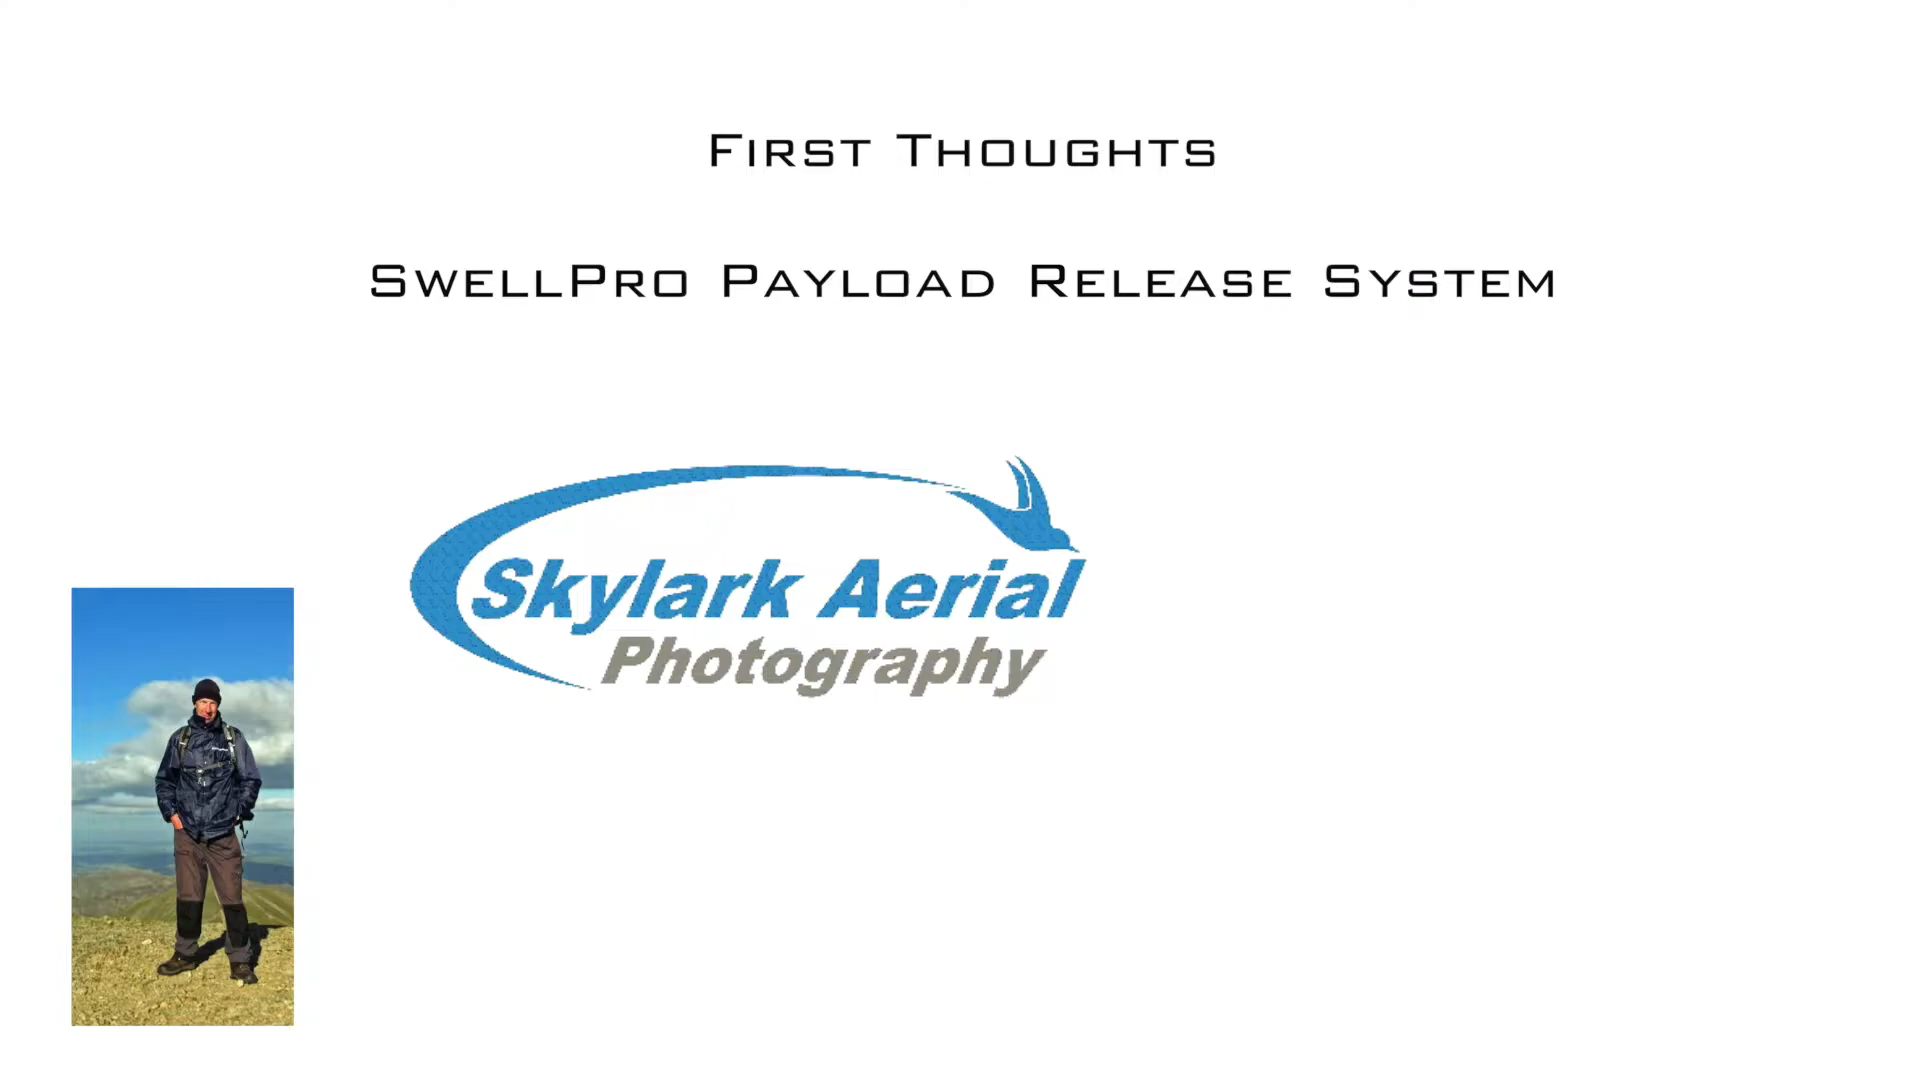 First Thoughts
SwellPro Payload Release System
Skylark Aerial
Photography